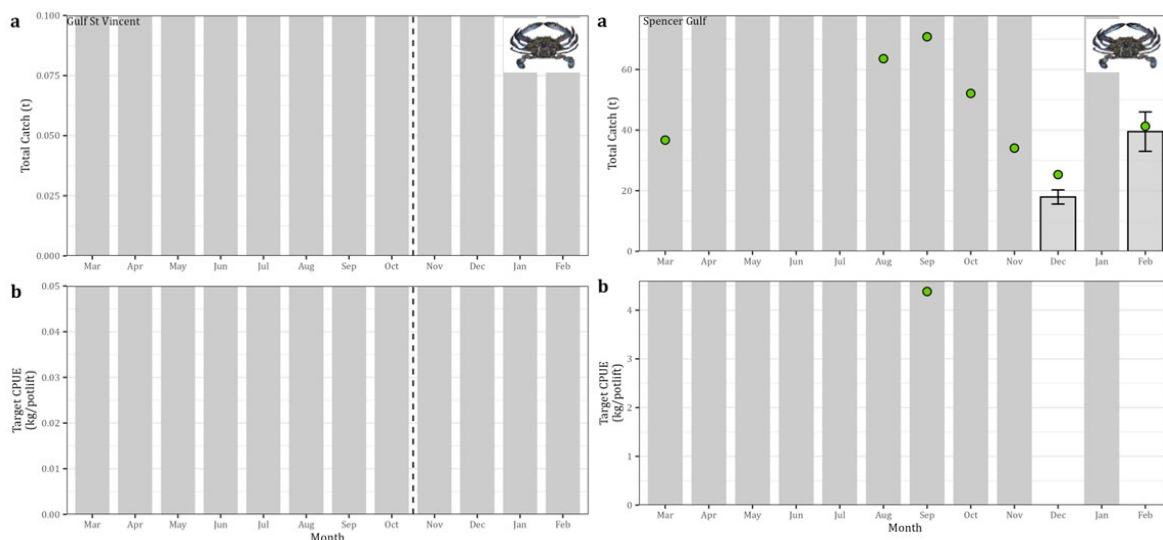 a
Gulf St Vincent
Total Catch (t)
0.100
0.075
0.050
0.025
0.000
Mar Apr May Jun Jul Aug Sep Oct Nov Dec Jan Feb
b
Target CPUE
(kg/potlift)
0.05
0.04
0.03
0.02
0.01
0.00
Mar Apr May Jun Jul Aug Sep Oct Nov Dec Jan Feb
Month
a
Spencer Gulf
Total Catch (t)
60
40
20
0
Mar Apr May Jun Jul Aug Sep Oct Nov Dec Jan Feb
b
Target CPUE
(kg/potlift)
4
3
2
1
0
Mar Apr May Jun Jul Aug Sep Oct Nov Dec Jan Feb
Month